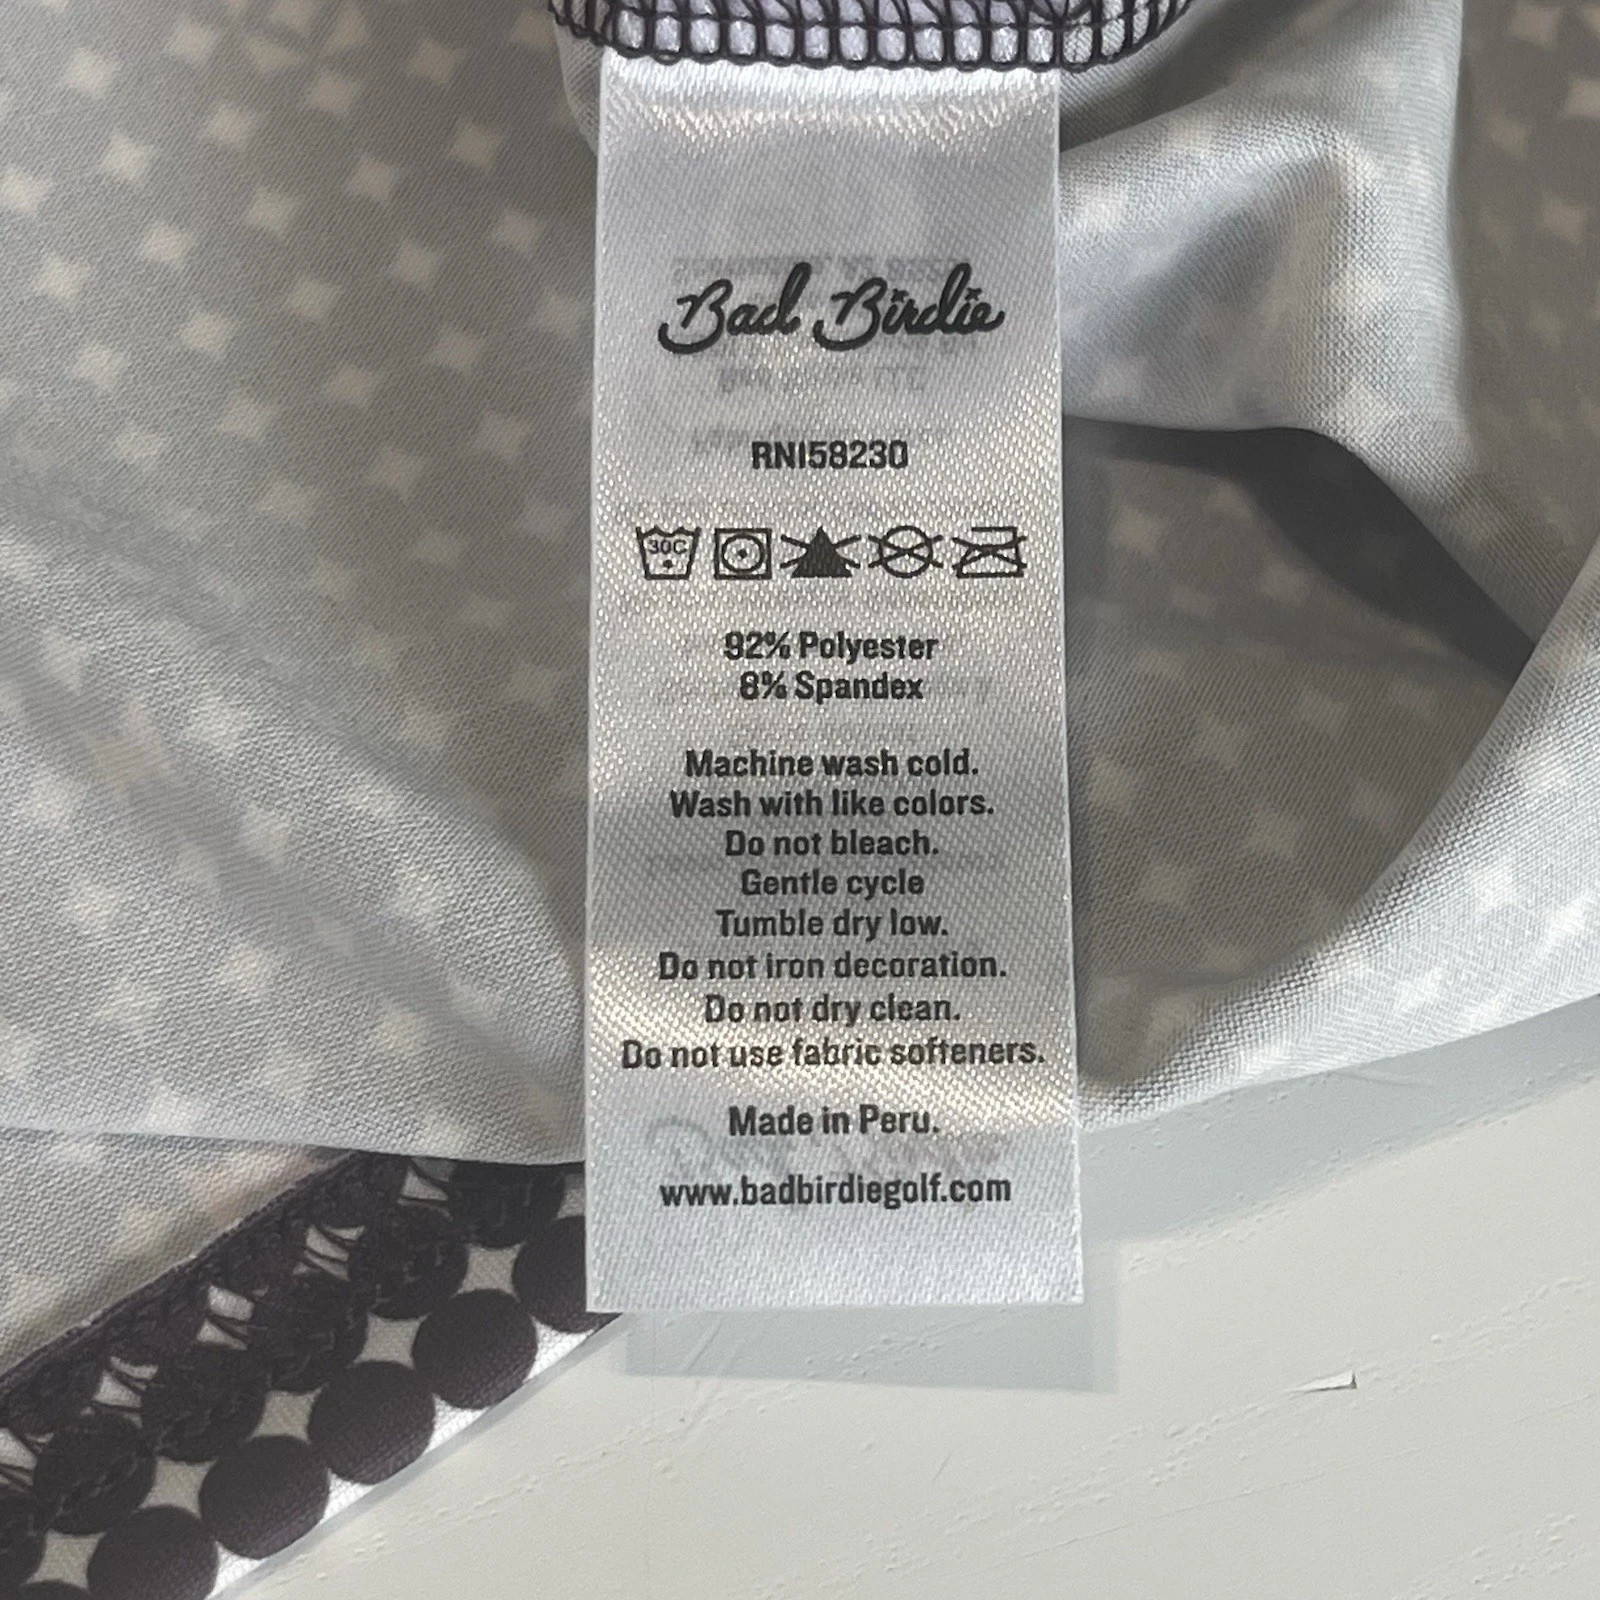 Bad Birdie
RN158230
30C
92% Polyester
8% Spandex
Machine wash cold.
Wash with like colors.
Do not bleach.
Gentle cycle
Tumble dry low.
Do not iron decoration.
Do not dry clean.
Do not use fabric softeners.
Made in Peru.
www.badbirdiegolf.com